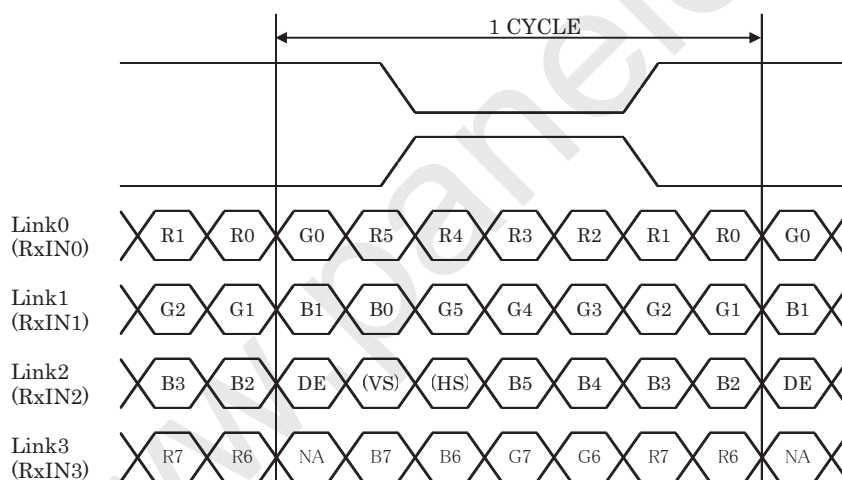 1 CYCLE
Link0
(RxIN0)
R1 R0 G0 R5 R4 R3 R2 R1 R0 G0
Link1
(RxIN1)
G2 G1 B1 B0 G5 G4 G3 G2 G1 B1
Link2
(RxIN2)
B3 B2 DE (VS) (HS) B5 B4 B3 B2 DE
Link3
(RxIN3)
R7 R6 NA B7 B6 G7 G6 R7 R6 NA